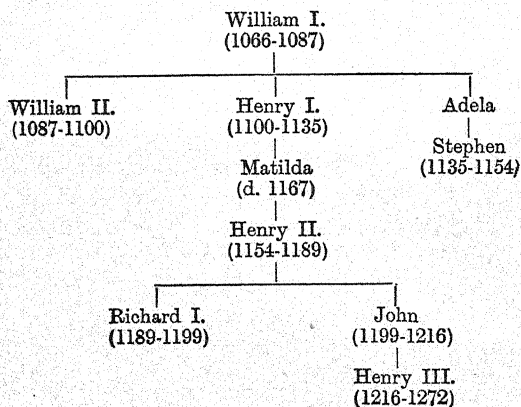 William I.
(1066-1087)
William II.
(1087-1100)
Henry I.
(1100-1135)
Adela
Stephen
(1135-1154)
Matilda
(d. 1167)
Henry II.
(1154-1189)
Richard I.
(1189-1199)
John
(1199-1216)
Henry III.
(1216-1272)